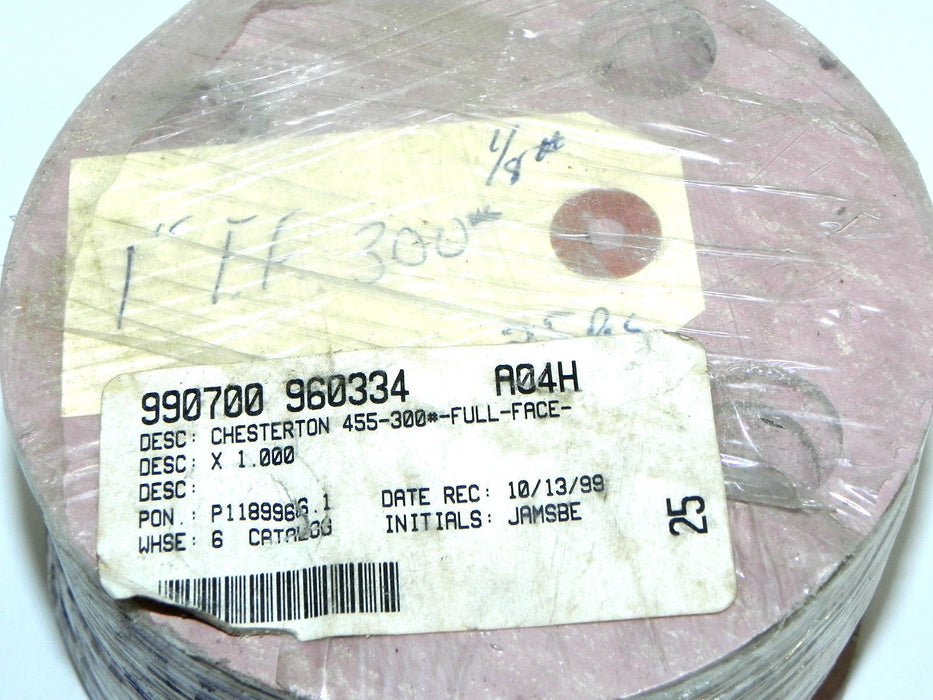 1/8"
1" F.F 300#
990700 960334 A04H
DESC: CHESTERTON 455-300#-FULL-FACE-
DESC: X 1.000
DESC:
PON.: P1189966.1 DATE REC: 10/13/99
WHSE: 6 CATALOG INITIALS: JAMSBE
25